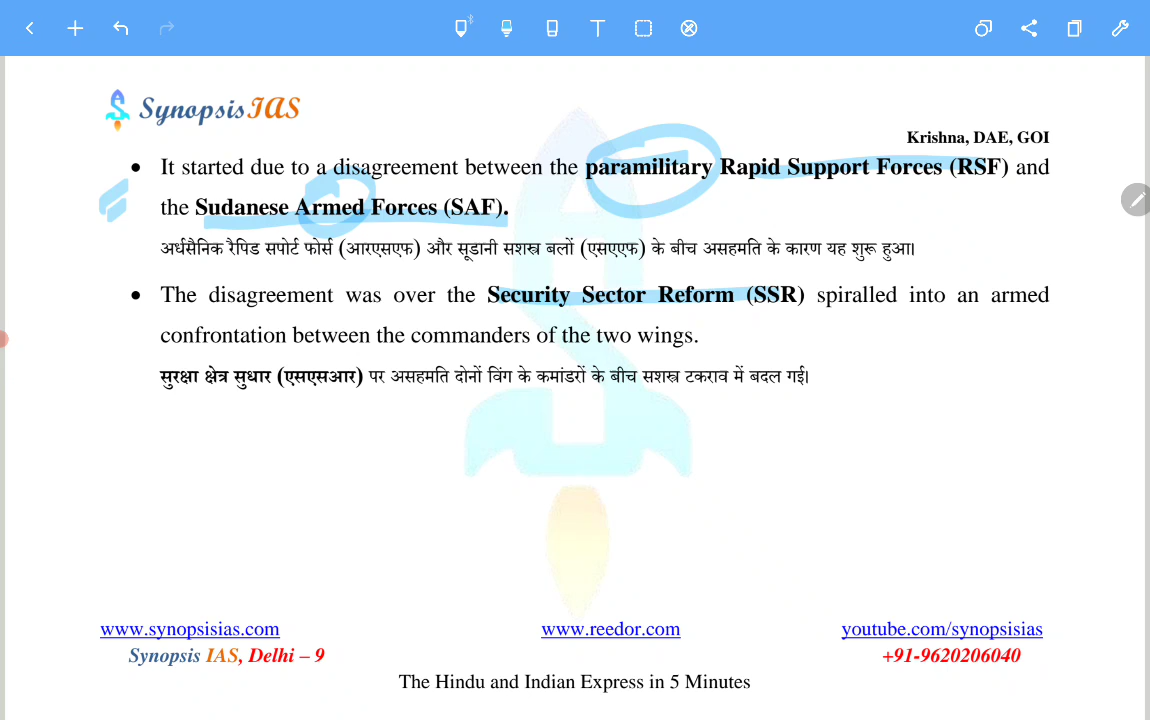 Synopsis IAS
Krishna, DAE, GOI
• It started due to a disagreement between the paramilitary Rapid Support Forces (RSF) and
the Sudanese Armed Forces (SAF).
अर्धसैनिक रैपिड सपोर्ट फोर्स (आरएसएफ) और सूडानी सशस्त्र बलों (एसएएफ) के बीच असहमति के कारण यह शुरू हुआ।
• The disagreement was over the Security Sector Reform (SSR) spiralled into an armed
confrontation between the commanders of the two wings.
सुरक्षा क्षेत्र सुधार (एसएसआर) पर असहमति दोनों विंग के कमांडरों के बीच सशस्त्र टकराव में बदल गई।
www.synopsisias.com www.reedor.com youtube.com/synopsisias
Synopsis IAS, Delhi – 9 +91-9620206040
The Hindu and Indian Express in 5 Minutes